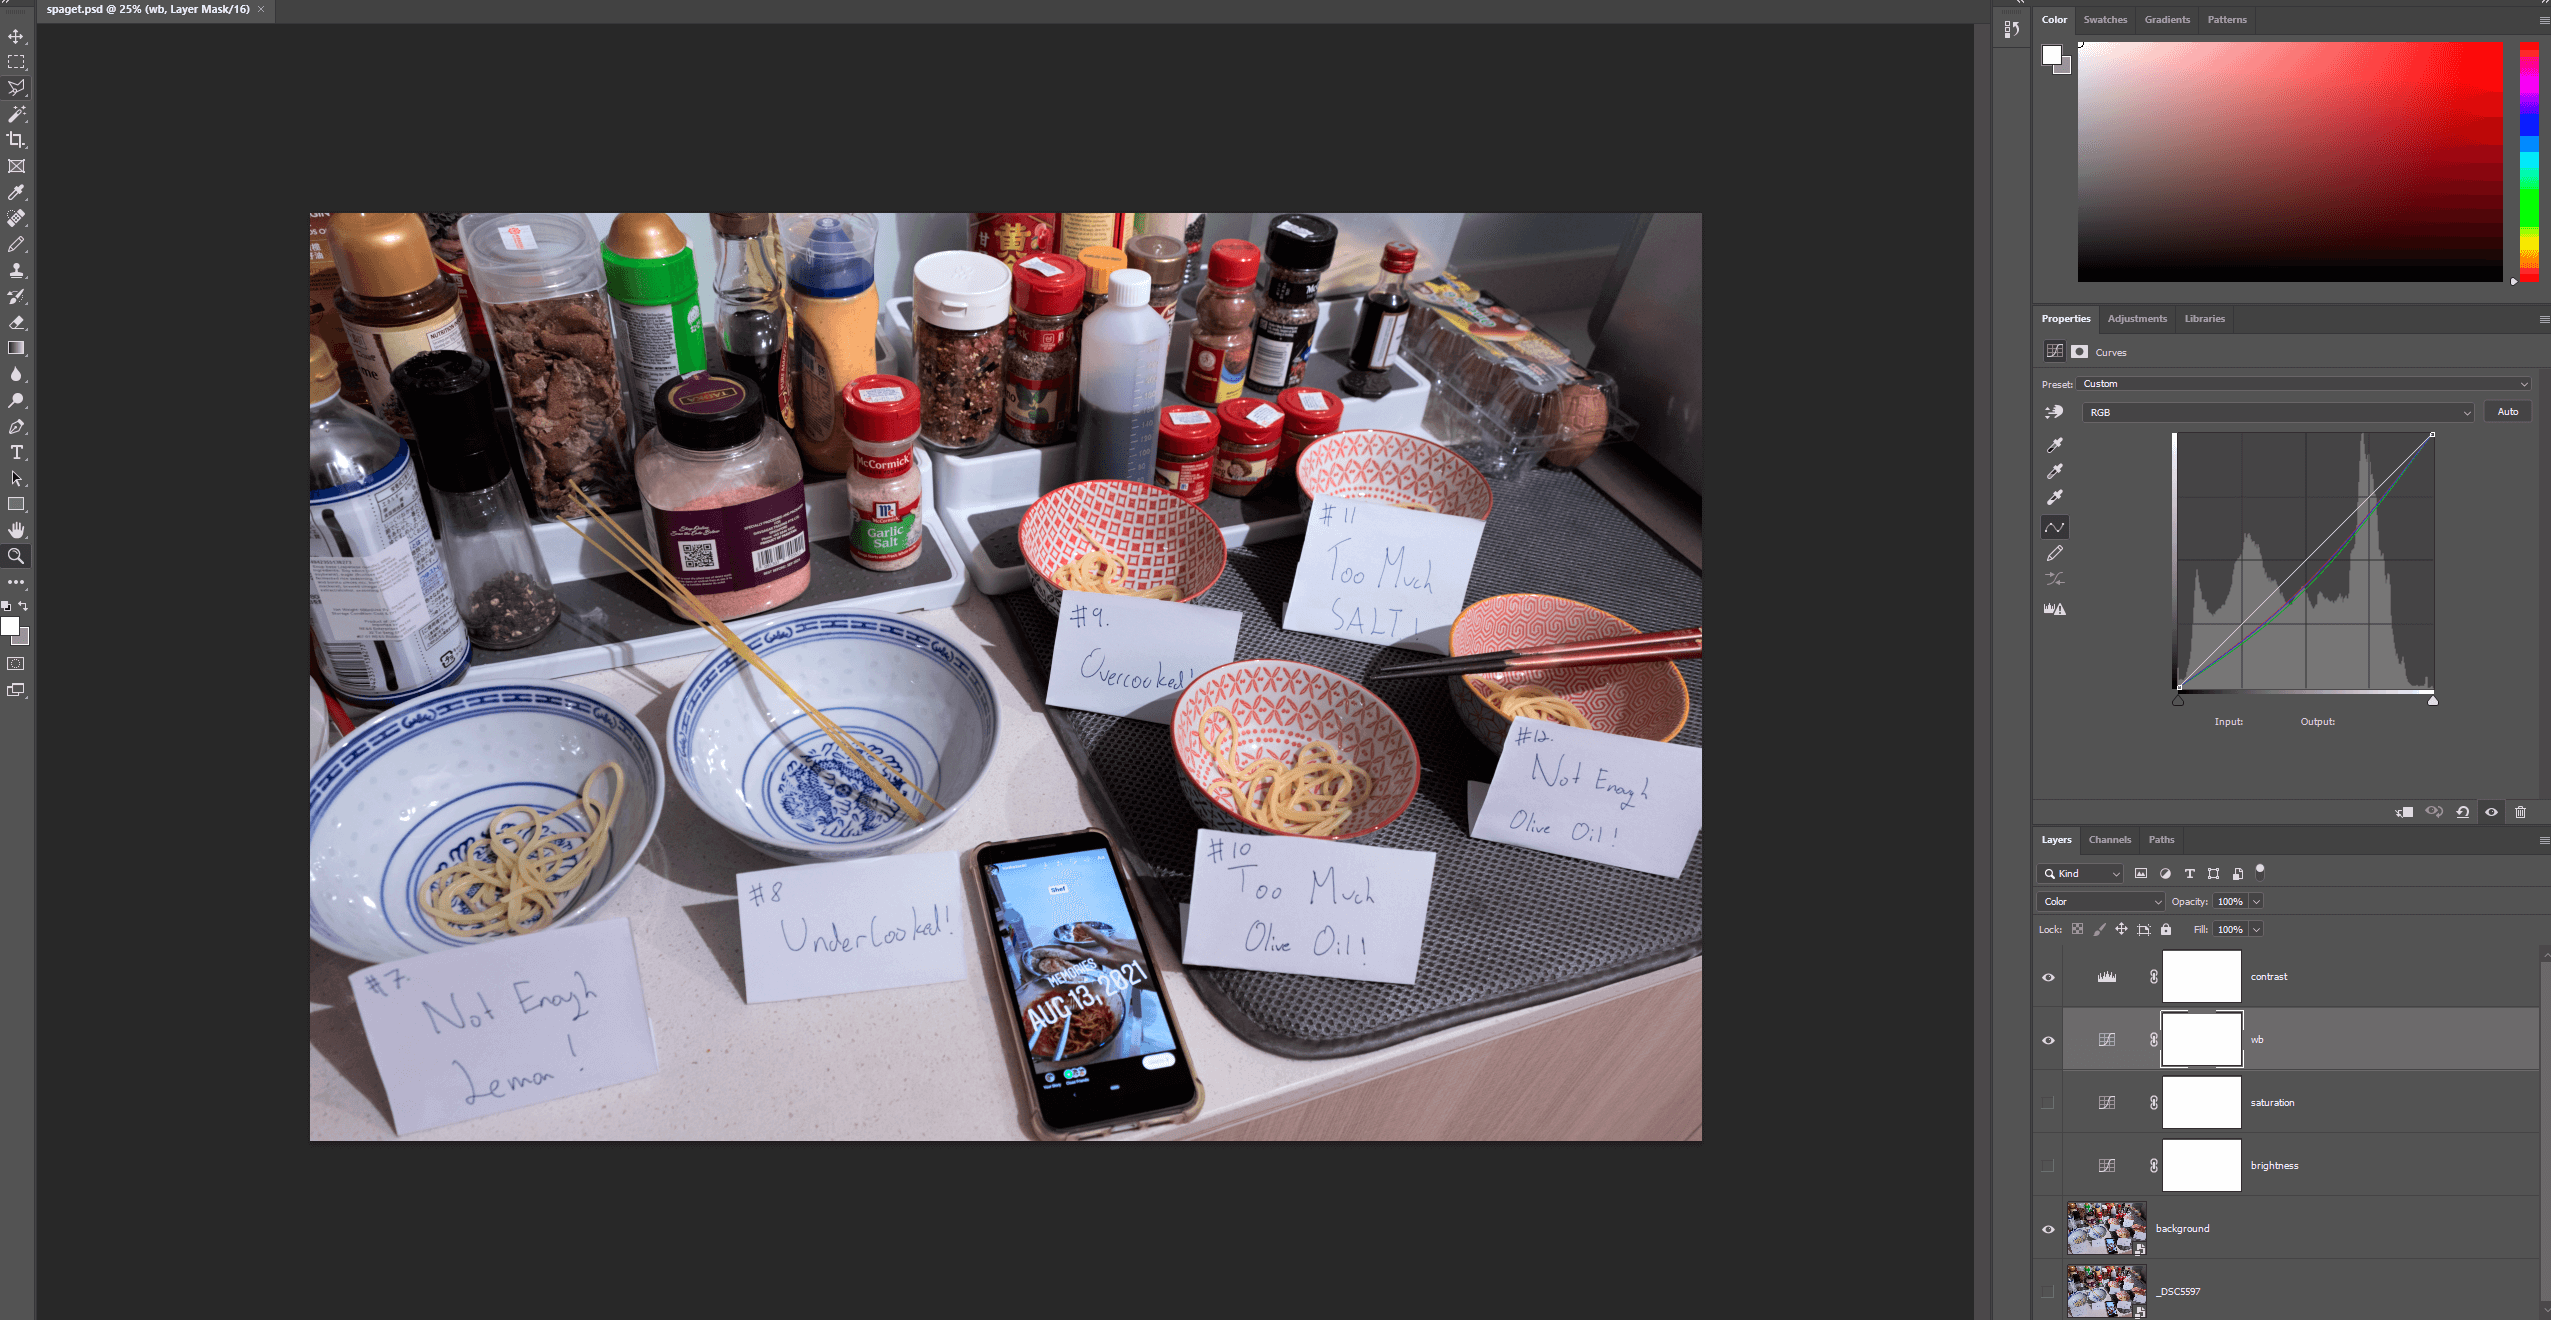 spaget.psd @ 25% (wb, Layer Mask/16)
Color
Swatches
Gradients
Patterns
Properties
Adjustments
Libraries
Curves
Preset:
Custom
RGB
Auto
Input:
Output:
Layers
Channels
Paths
Kind
Color
Opacity:
100%
Lock:
Fill:
100%
contrast
wb
saturation
brightness
background
_DSC5597
黄
TADKA
McCormick
Garlic
Salt
#11
Too Much
SALT!
#9.
Overcooked!
#12.
Not Enough
Olive Oil!
#10
Too Much
Olive Oil!
#8
Undercooked!
#7.
Not Enough
Lemon!
Shef
MEMORIES
AUG 13, 2021